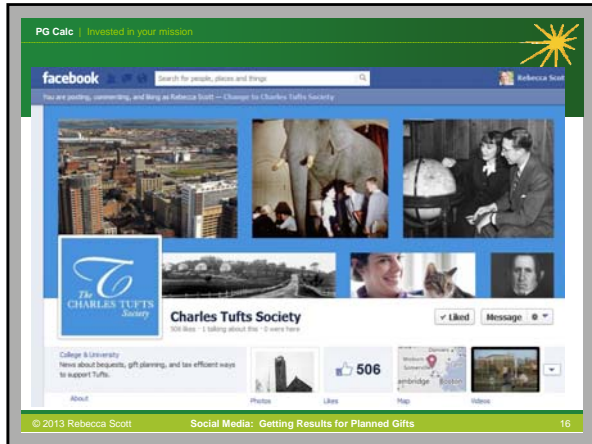 PG Calc | Invested in your mission
facebook
Search for people, places and things
Rebecca Scot
You are posting, commenting, and liking as Rebecca Scott — Change to Charles Tufts Society
T
The
CHARLES TUFTS
Society
Charles Tufts Society
506 likes · 1 talking about this · 0 were here
✓ Liked
Message
College & University
News about bequests, gift planning, and tax efficient ways
to support Tufts.
About
Photos
506
Likes
Somerville
ambridge Boston
Map
Videos
© 2013 Rebecca Scott
Social Media: Getting Results for Planned Gifts
16